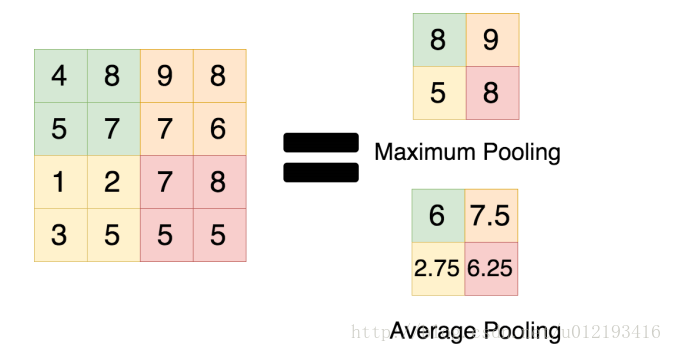 4 8 9 8
5 7 7 6
1 2 7 8
3 5 5 5
8 9
5 8
Maximum Pooling
6 7.5
2.75 6.25
Average Pooling
u012193416